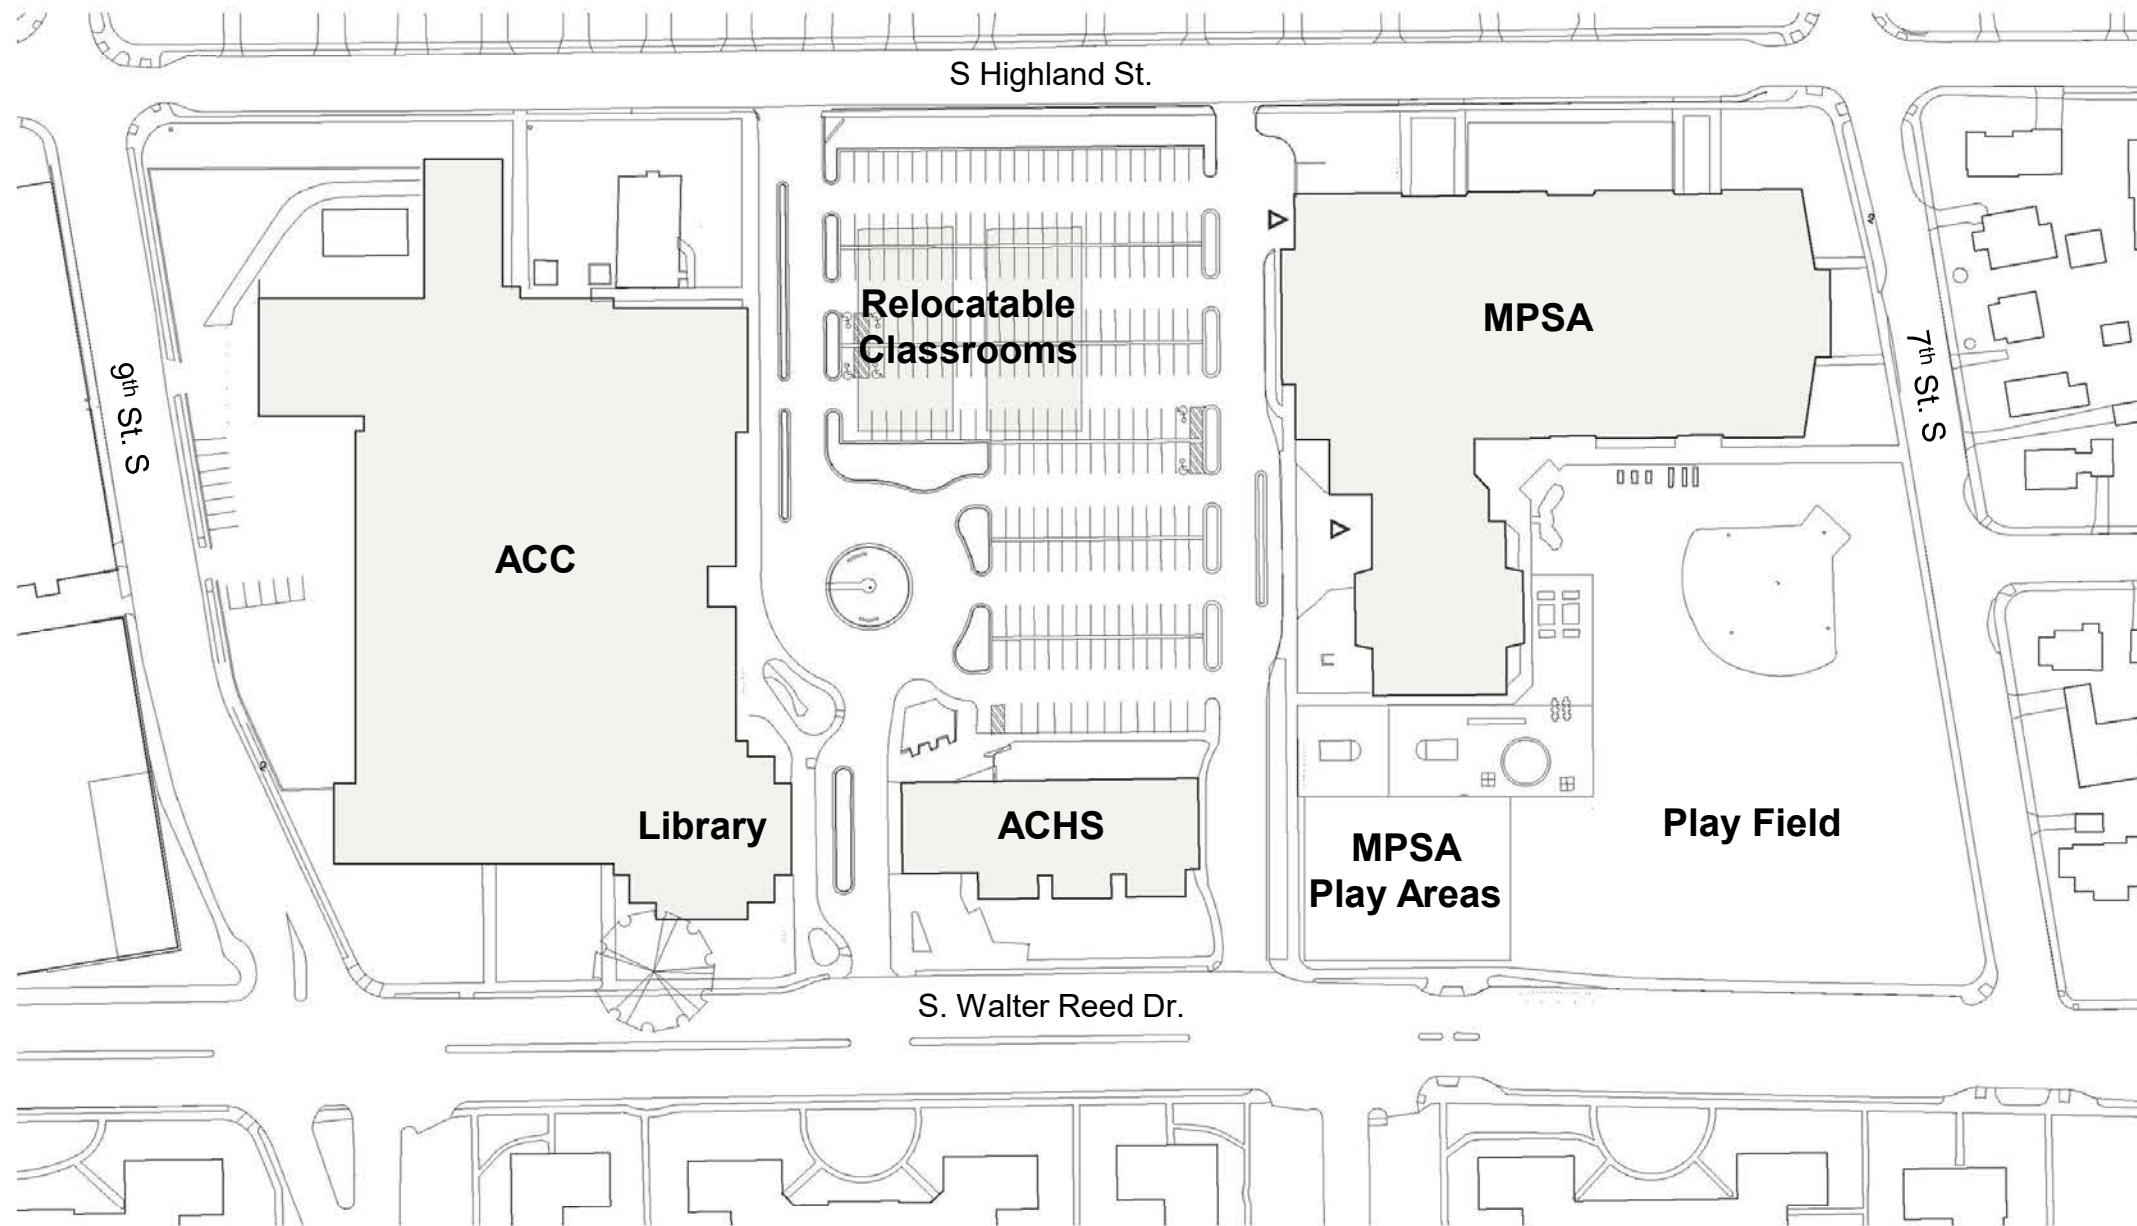 S Highland St.
Relocatable
Classrooms
MPSA
9th St. S
7th St. S
ACC
Library
ACHS
MPSA
Play Areas
Play Field
S. Walter Reed Dr.